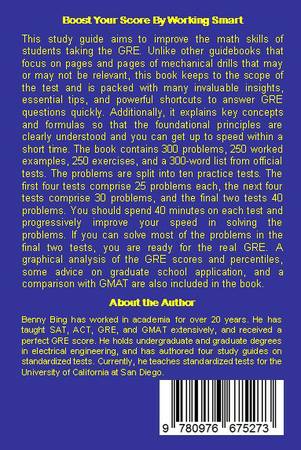 Boost Your Score By Working Smart
This study guide aims to improve the math skills of
students taking the GRE. Unlike other guidebooks that
focus on pages and pages of mechanical drills that may
or may not be relevant, this book keeps to the scope of
the test and is packed with many invaluable insights,
essential tips, and powerful shortcuts to answer GRE
questions quickly. Additionally, it explains key concepts
and formulas so that the foundational principles are
clearly understood and you can get up to speed within a
short time. The book contains 300 problems, 250 worked
examples, 250 exercises, and a 300-word list from official
tests. The problems are split into ten practice tests. The
first four tests comprise 25 problems each, the next four
tests comprise 30 problems, and the final two tests 40
problems. You should spend 40 minutes on each test and
progressively improve your speed in solving the
problems. If you can solve most of the problems in the
final two tests, you are ready for the real GRE. A
graphical analysis of the GRE scores and percentiles,
some advice on graduate school application, and a
comparison with GMAT are also included in the book.
About the Author
Benny Bing has worked in academia for over 20 years. He has
taught SAT, ACT, GRE, and GMAT extensively, and received a
perfect GRE score. He holds undergraduate and graduate degrees
in electrical engineering, and has authored four study guides on
standardized tests. Currently, he teaches standardized tests for the
University of California at San Diego.
9 780976 675273